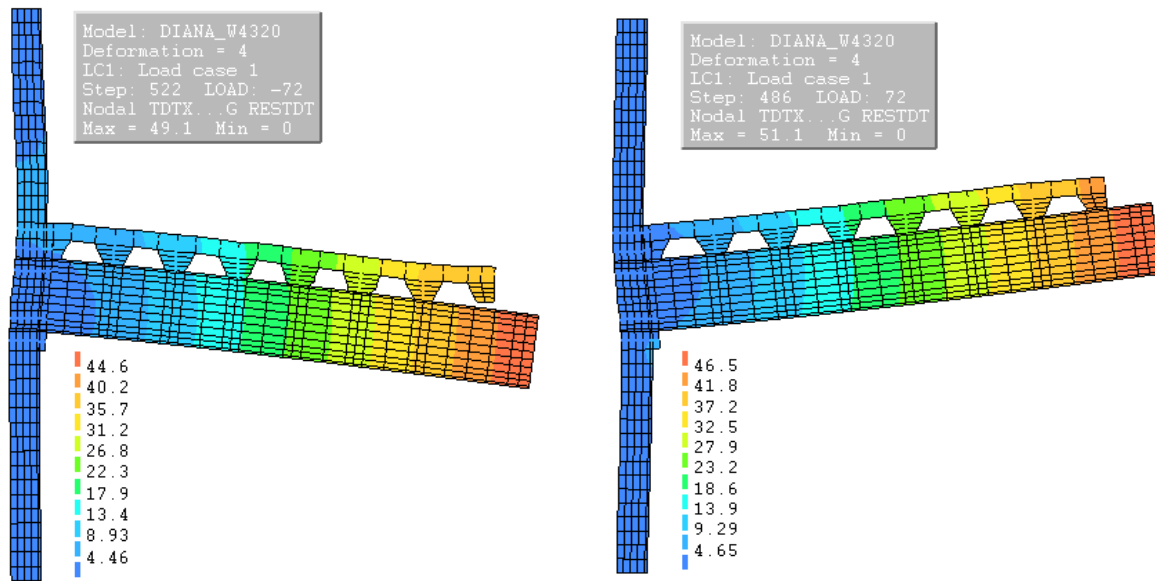 Model: DIANA_W4320
Deformation = 4
LC1: Load case 1
Step: 522 LOAD: -72
Nodal TDTX...G RESTDT
Max = 49.1 Min = 0
44.6
40.2
35.7
31.2
26.8
22.3
17.9
13.4
8.93
4.46
Model: DIANA_W4320
Deformation = 4
LC1: Load case 1
Step: 486 LOAD: 72
Nodal TDTX...G RESTDT
Max = 51.1 Min = 0
46.5
41.8
37.2
32.5
27.9
23.2
18.6
13.9
9.29
4.65